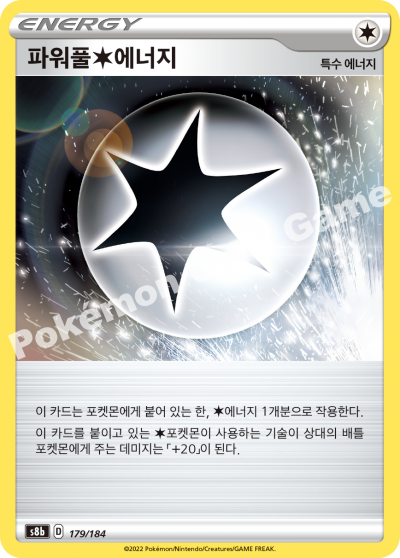 ENERGY
파워풀✶에너지
특수 에너지
Pokémon Game
이 카드는 포켓몬에게 붙어 있는 한, ✶에너지 1개분으로 작용한다.
이 카드를 붙이고 있는 ✶포켓몬이 사용하는 기술이 상대의 배틀
포켓몬에게 주는 데미지는 「+20」이 된다.
s8b D 179/184
©2022 Pokémon/Nintendo/Creatures/GAME FREAK.